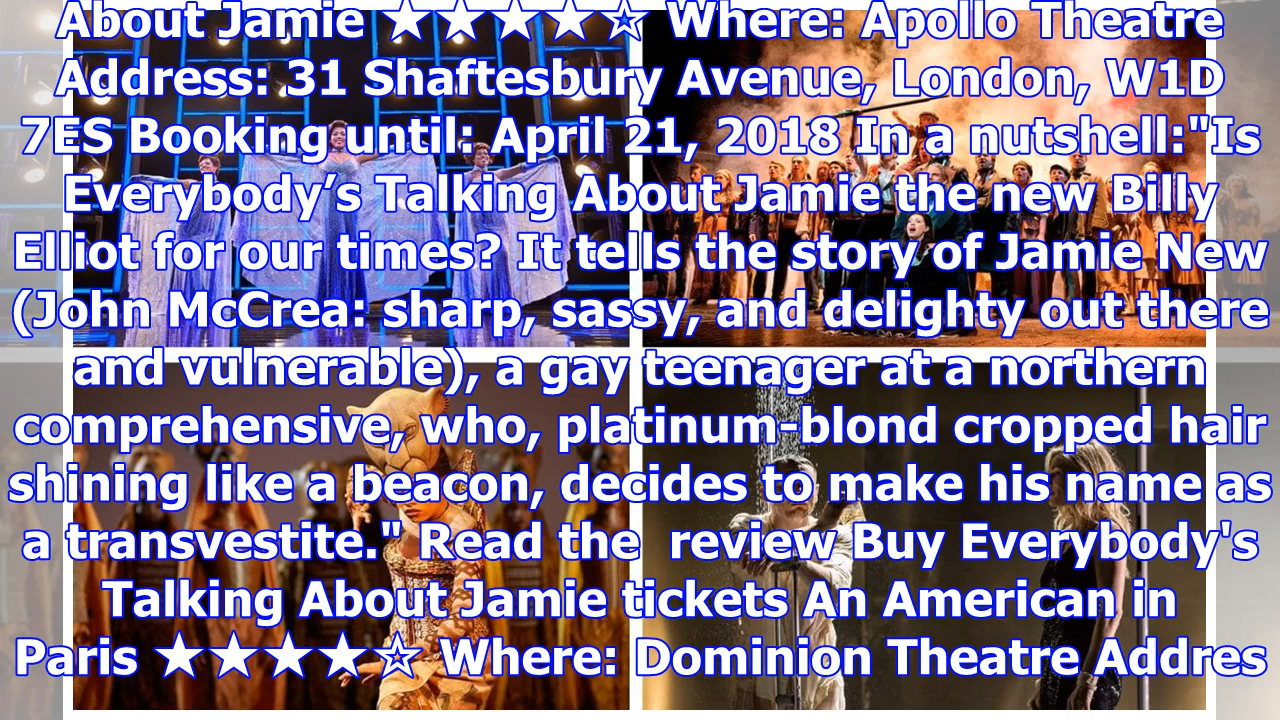 About Jamie ★★★★☆ Where: Apollo Theatre
Address: 31 Shaftesbury Avenue, London, W1D
7ES Booking until: April 21, 2018 In a nutshell:"Is
Everybody’s Talking About Jamie the new Billy
Elliot for our times? It tells the story of Jamie New
(John McCrea: sharp, sassy, and delighty out there
and vulnerable), a gay teenager at a northern
comprehensive, who, platinum-blond cropped hair
shining like a beacon, decides to make his name as
a transvestite." Read the  review Buy Everybody's
Talking About Jamie tickets An American in
Paris ★★★★☆ Where: Dominion Theatre Addres